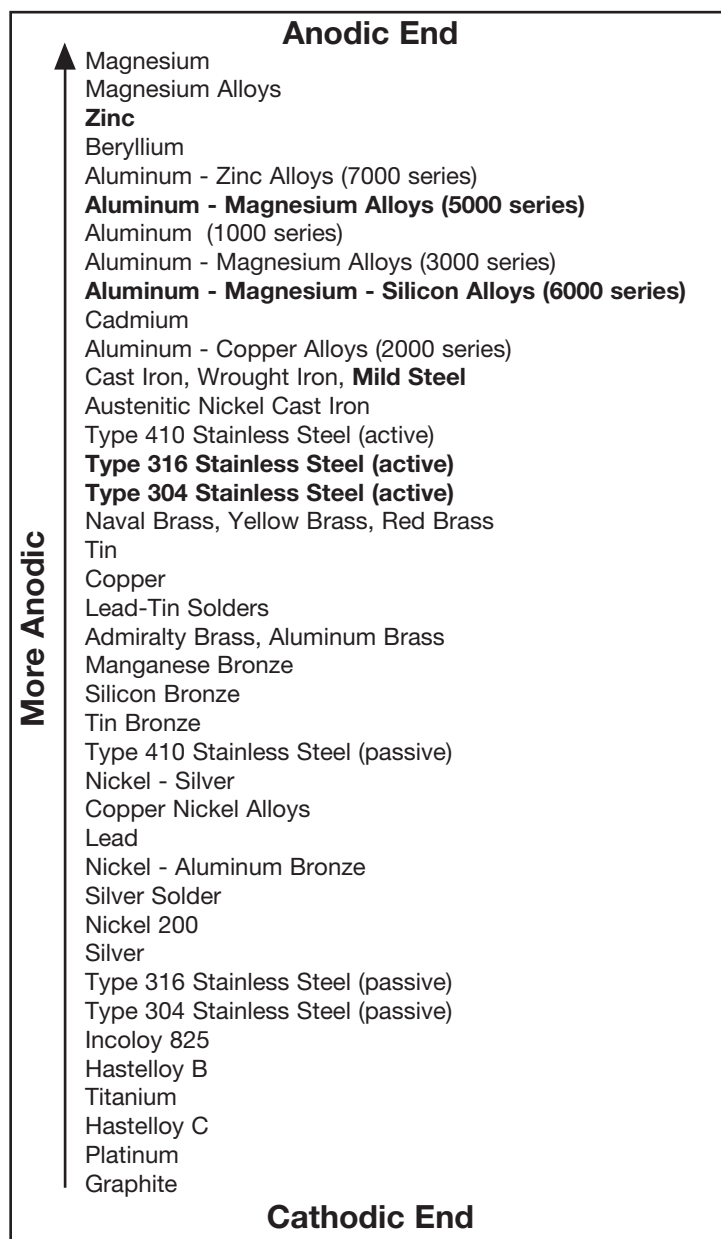 Anodic End
Magnesium
Magnesium Alloys
Zinc
Beryllium
Aluminum - Zinc Alloys (7000 series)
Aluminum - Magnesium Alloys (5000 series)
Aluminum (1000 series)
Aluminum - Magnesium Alloys (3000 series)
Aluminum - Magnesium - Silicon Alloys (6000 series)
Cadmium
Aluminum - Copper Alloys (2000 series)
Cast Iron, Wrought Iron, Mild Steel
Austenitic Nickel Cast Iron
Type 410 Stainless Steel (active)
Type 316 Stainless Steel (active)
Type 304 Stainless Steel (active)
Naval Brass, Yellow Brass, Red Brass
Tin
Copper
Lead-Tin Solders
Admiralty Brass, Aluminum Brass
Manganese Bronze
Silicon Bronze
Tin Bronze
Type 410 Stainless Steel (passive)
Nickel - Silver
Copper Nickel Alloys
Lead
Nickel - Aluminum Bronze
Silver Solder
Nickel 200
Silver
Type 316 Stainless Steel (passive)
Type 304 Stainless Steel (passive)
Incoloy 825
Hastelloy B
Titanium
Hastelloy C
Platinum
Graphite
Cathodic End
More Anodic